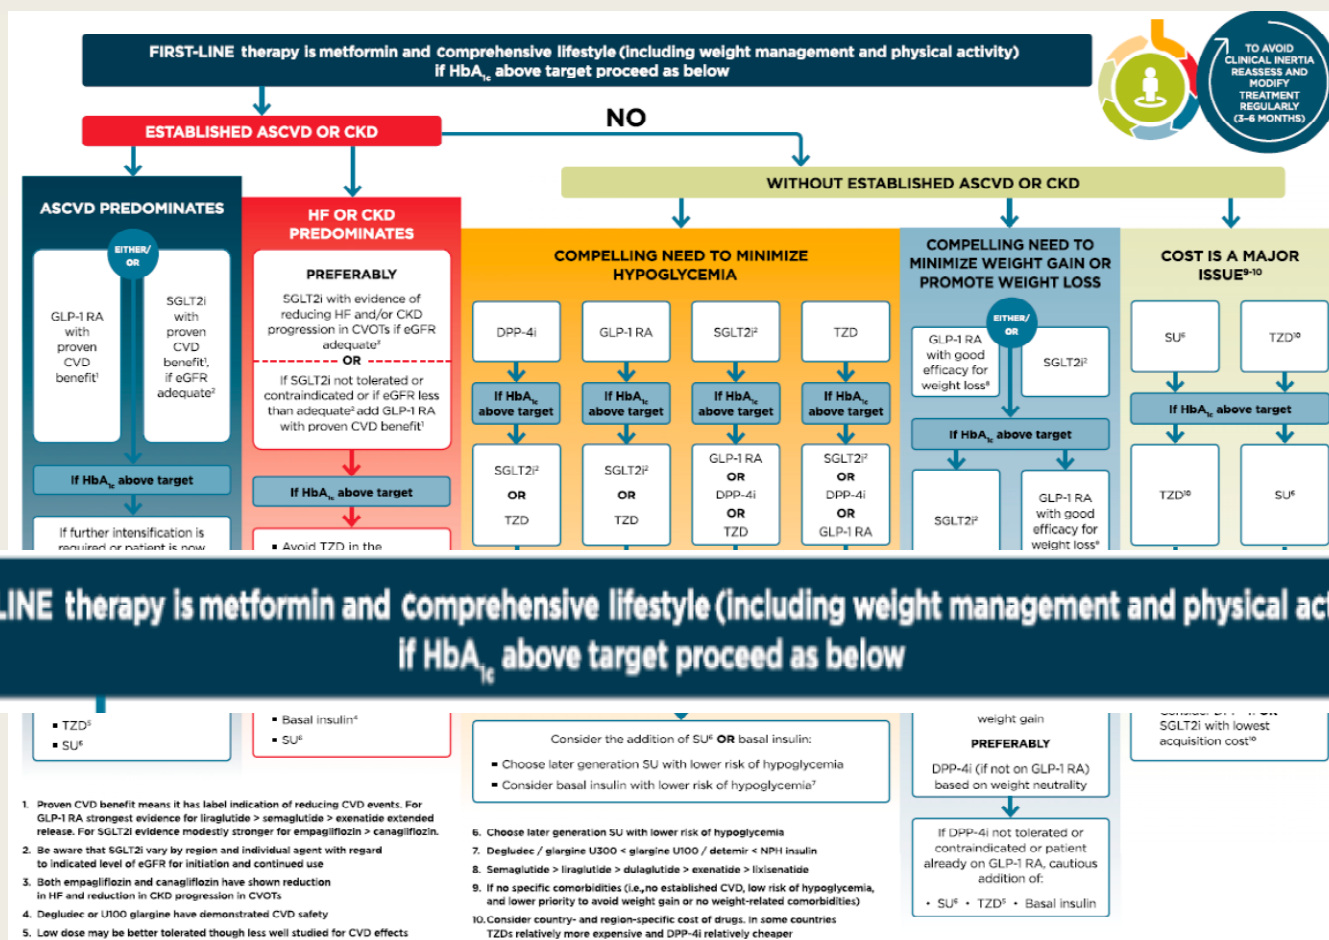 FIRST-LINE therapy is metformin and comprehensive lifestyle (including weight management and physical activity)
if HbA1c above target proceed as below
TO AVOID
CLINICAL INERTIA
REASSESS AND
MODIFY
TREATMENT
REGULARLY
(3–6 MONTHS)
ESTABLISHED ASCVD OR CKD
NO
WITHOUT ESTABLISHED ASCVD OR CKD
ASCVD PREDOMINATES
EITHER/
OR
GLP-1 RA
with
proven
CVD
benefit¹
SGLT2i
with
proven
CVD
benefit¹,
if eGFR
adequate²
If HbA1c above target
If further intensification is
required or patient is now
HF OR CKD
PREDOMINATES
PREFERABLY
SGLT2i with evidence of
reducing HF and/or CKD
progression in CVOTs if eGFR
adequate³
OR
If SGLT2i not tolerated or
contraindicated or if eGFR less
than adequate² add GLP-1 RA
with proven CVD benefit¹
If HbA1c above target
▪ Avoid TZD in the
COMPELLING NEED TO MINIMIZE
HYPOGLYCEMIA
DPP-4i
GLP-1 RA
SGLT2i²
TZD
If HbA1c
above target
If HbA1c
above target
If HbA1c
above target
If HbA1c
above target
SGLT2i²
OR
TZD
SGLT2i²
OR
TZD
GLP-1 RA
OR
DPP-4i
OR
TZD
SGLT2i²
OR
DPP-4i
OR
GLP-1 RA
COMPELLING NEED TO
MINIMIZE WEIGHT GAIN OR
PROMOTE WEIGHT LOSS
EITHER/
OR
GLP-1 RA
with good
efficacy for
weight loss⁸
SGLT2i²
If HbA1c above target
SGLT2i²
GLP-1 RA
with good
efficacy for
weight loss⁸
COST IS A MAJOR
ISSUE⁹⁻¹⁰
SU⁶
TZD¹⁰
If HbA1c above target
TZD¹⁰
SU⁶
LINE therapy is metformin and comprehensive lifestyle (including weight management and physical act
if HbA1c above target proceed as below
▪ TZD⁵
▪ SU⁶
▪ Basal insulin⁴
▪ SU⁶
Consider the addition of SU⁶ OR basal insulin:
▪ Choose later generation SU with lower risk of hypoglycemia
▪ Consider basal insulin with lower risk of hypoglycemia⁷
weight gain
PREFERABLY
DPP-4i (if not on GLP-1 RA)
based on weight neutrality
If DPP-4i not tolerated or
contraindicated or patient
already on GLP-1 RA, cautious
addition of:
• SU⁶ • TZD⁵ • Basal insulin
SGLT2i with lowest
acquisition cost¹⁰
1. Proven CVD benefit means it has label indication of reducing CVD events. For
GLP-1 RA strongest evidence for liraglutide > semaglutide > exenatide extended
release. For SGLT2i evidence modestly stronger for empagliflozin > canagliflozin.
2. Be aware that SGLT2i vary by region and individual agent with regard
to indicated level of eGFR for initiation and continued use
3. Both empagliflozin and canagliflozin have shown reduction
in HF and reduction in CKD progression in CVOTs
4. Degludec or U100 glargine have demonstrated CVD safety
5. Low dose may be better tolerated though less well studied for CVD effects
6. Choose later generation SU with lower risk of hypoglycemia
7. Degludec / glargine U300 < glargine U100 / detemir < NPH insulin
8. Semaglutide > liraglutide > dulaglutide > exenatide > lixisenatide
9. If no specific comorbidities (i.e., no established CVD, low risk of hypoglycemia,
and lower priority to avoid weight gain or no weight-related comorbidities)
10. Consider country- and region-specific cost of drugs. In some countries
TZDs relatively more expensive and DPP-4i relatively cheaper